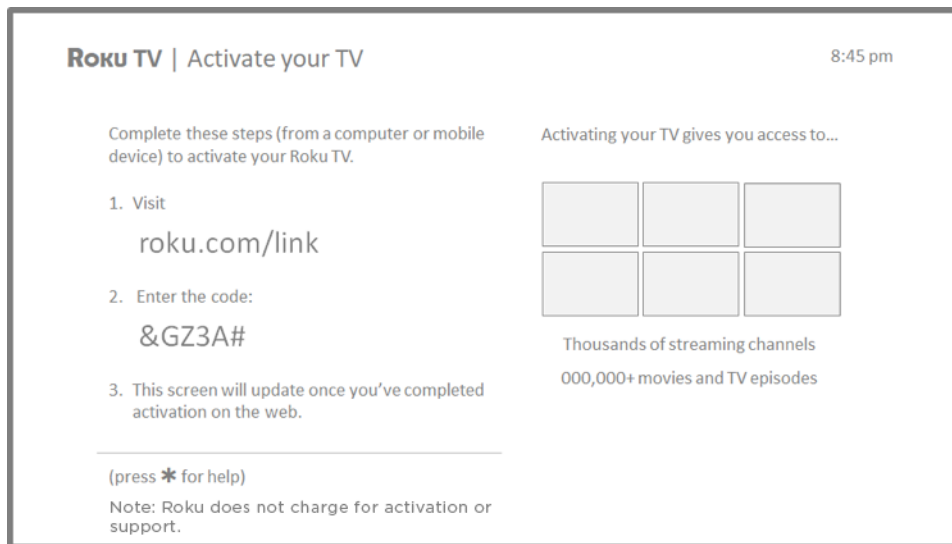 Roku TV | Activate your TV
8:45 pm
Complete these steps (from a computer or mobile
device) to activate your Roku TV.
1. Visit
roku.com/link
2. Enter the code:
&GZ3A#
3. This screen will update once you've completed
activation on the web.
(press ✱ for help)
Note: Roku does not charge for activation or
support.
Activating your TV gives you access to...
Thousands of streaming channels
000,000+ movies and TV episodes